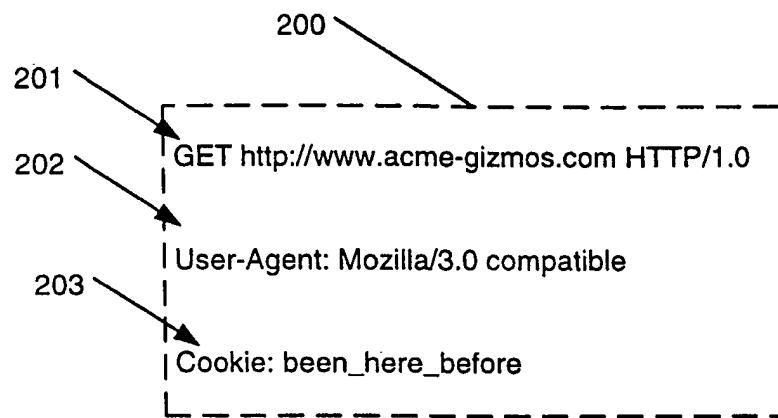 200
201
GET http://www.acme-gizmos.com HTTP/1.0
202
User-Agent: Mozilla/3.0 compatible
203
Cookie: been_here_before